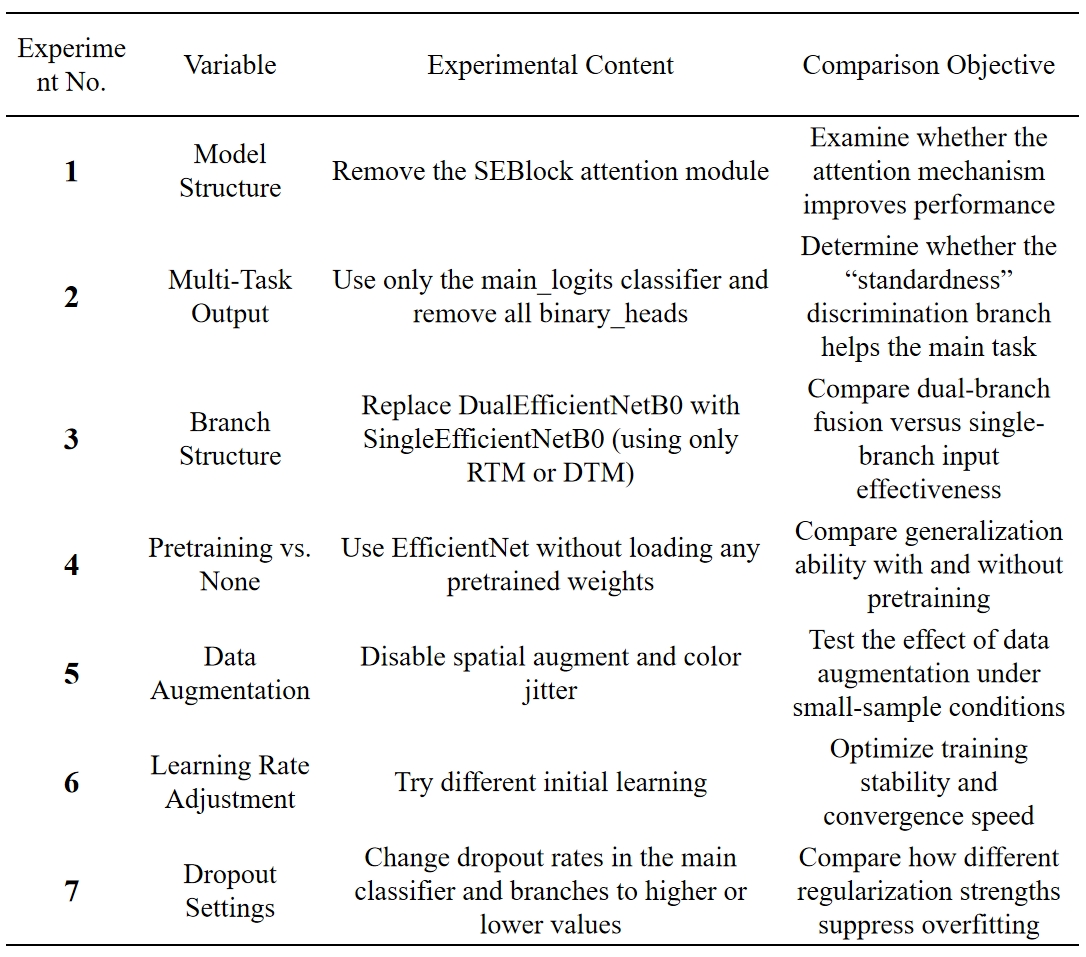 Experime
nt No.
Variable
Experimental Content
Comparison Objective
1
Model
Structure
Remove the SEBlock attention module
Examine whether the
attention mechanism
improves performance
2
Multi-Task
Output
Use only the main_logits classifier and
remove all binary_heads
Determine whether the
“standardness”
discrimination branch
helps the main task
3
Branch
Structure
Replace DualEfficientNetB0 with
SingleEfficientNetB0 (using only
RTM or DTM)
Compare dual-branch
fusion versus single-
branch input
effectiveness
4
Pretraining vs.
None
Use EfficientNet without loading any
pretrained weights
Compare generalization
ability with and without
pretraining
5
Data
Augmentation
Disable spatial augment and color
jitter
Test the effect of data
augmentation under
small-sample conditions
6
Learning Rate
Adjustment
Try different initial learning
Optimize training
stability and
convergence speed
7
Dropout
Settings
Change dropout rates in the main
classifier and branches to higher or
lower values
Compare how different
regularization strengths
suppress overfitting